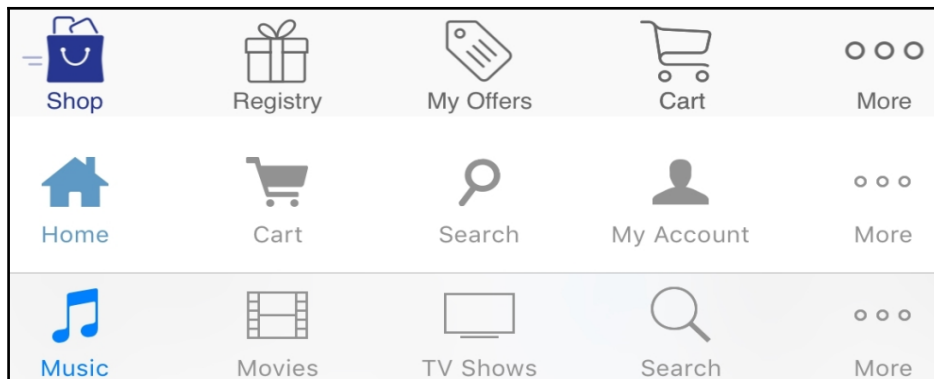 Shop Registry My Offers Cart More
Home Cart Search My Account More
Music Movies TV Shows Search More